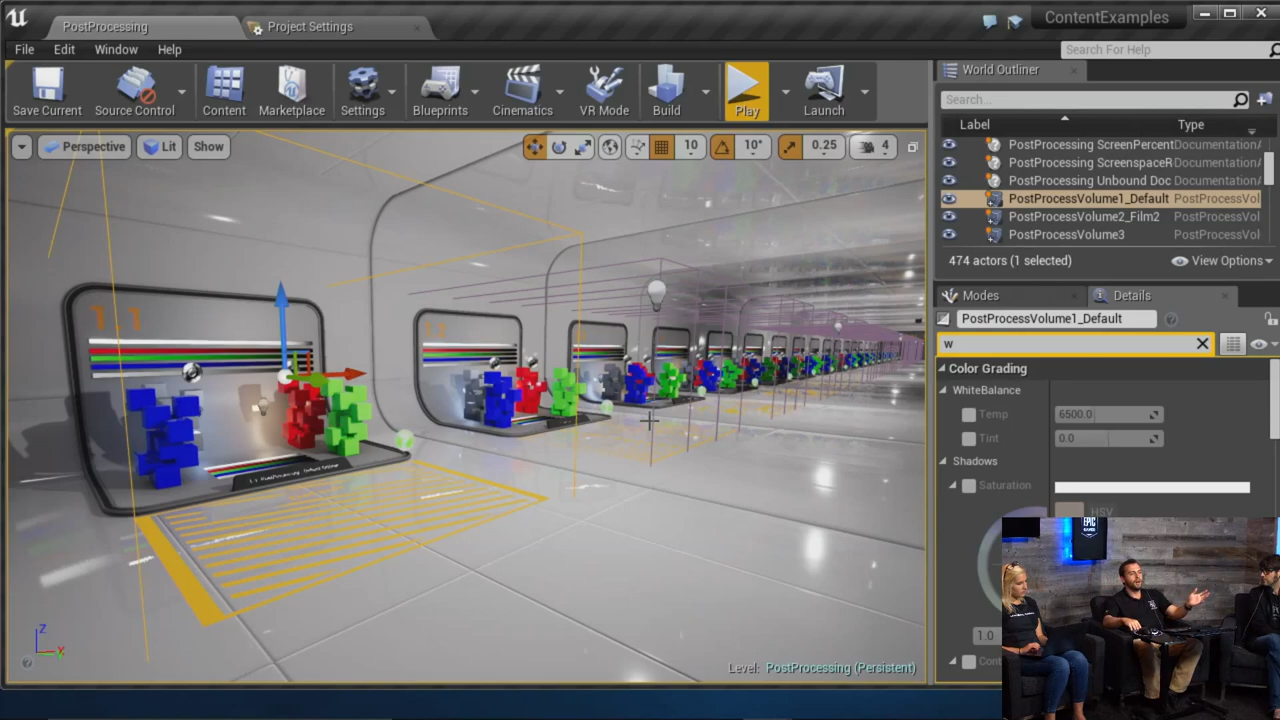 PostProcessing
Project Settings
ContentExamples
File Edit Window Help
Search For Help
Save Current
Source Control
Content
Marketplace
Settings
Blueprints
Cinematics
VR Mode
Build
Play
Launch
World Outliner
Search...
Label Type
Perspective
Lit
Show
10
10°
0.25
4
PostProcessing ScreenPercent Documentation
PostProcessing ScreenspaceR Documentation
PostProcessing Unbound Doc Documentation
PostProcessVolume1_Default PostProcessVol
PostProcessVolume2_Film2 PostProcessVol
PostProcessVolume3 PostProcessVol
474 actors (1 selected)
View Options
Modes
Details
PostProcessVolume1_Default
w
Color Grading
WhiteBalance
Temp 6500.0
Tint 0.0
Shadows
Saturation
HSV
1.0
Cont
1.1
EPIC
Z
Level: PostProcessing (Persistent)